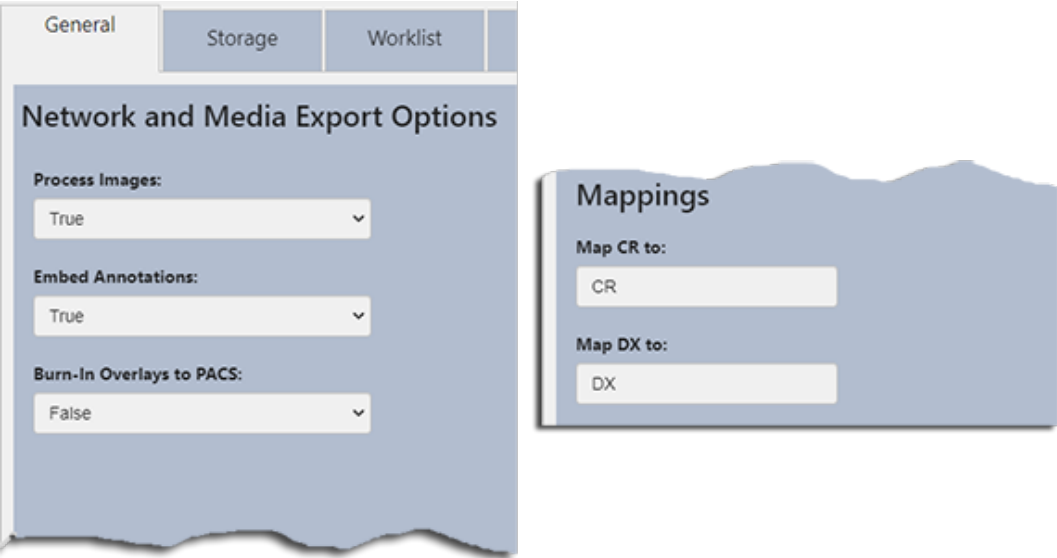 General
Storage
Worklist
Network and Media Export Options
Process Images:
True
Embed Annotations:
True
Burn-In Overlays to PACS:
False
Mappings
Map CR to:
CR
Map DX to:
DX